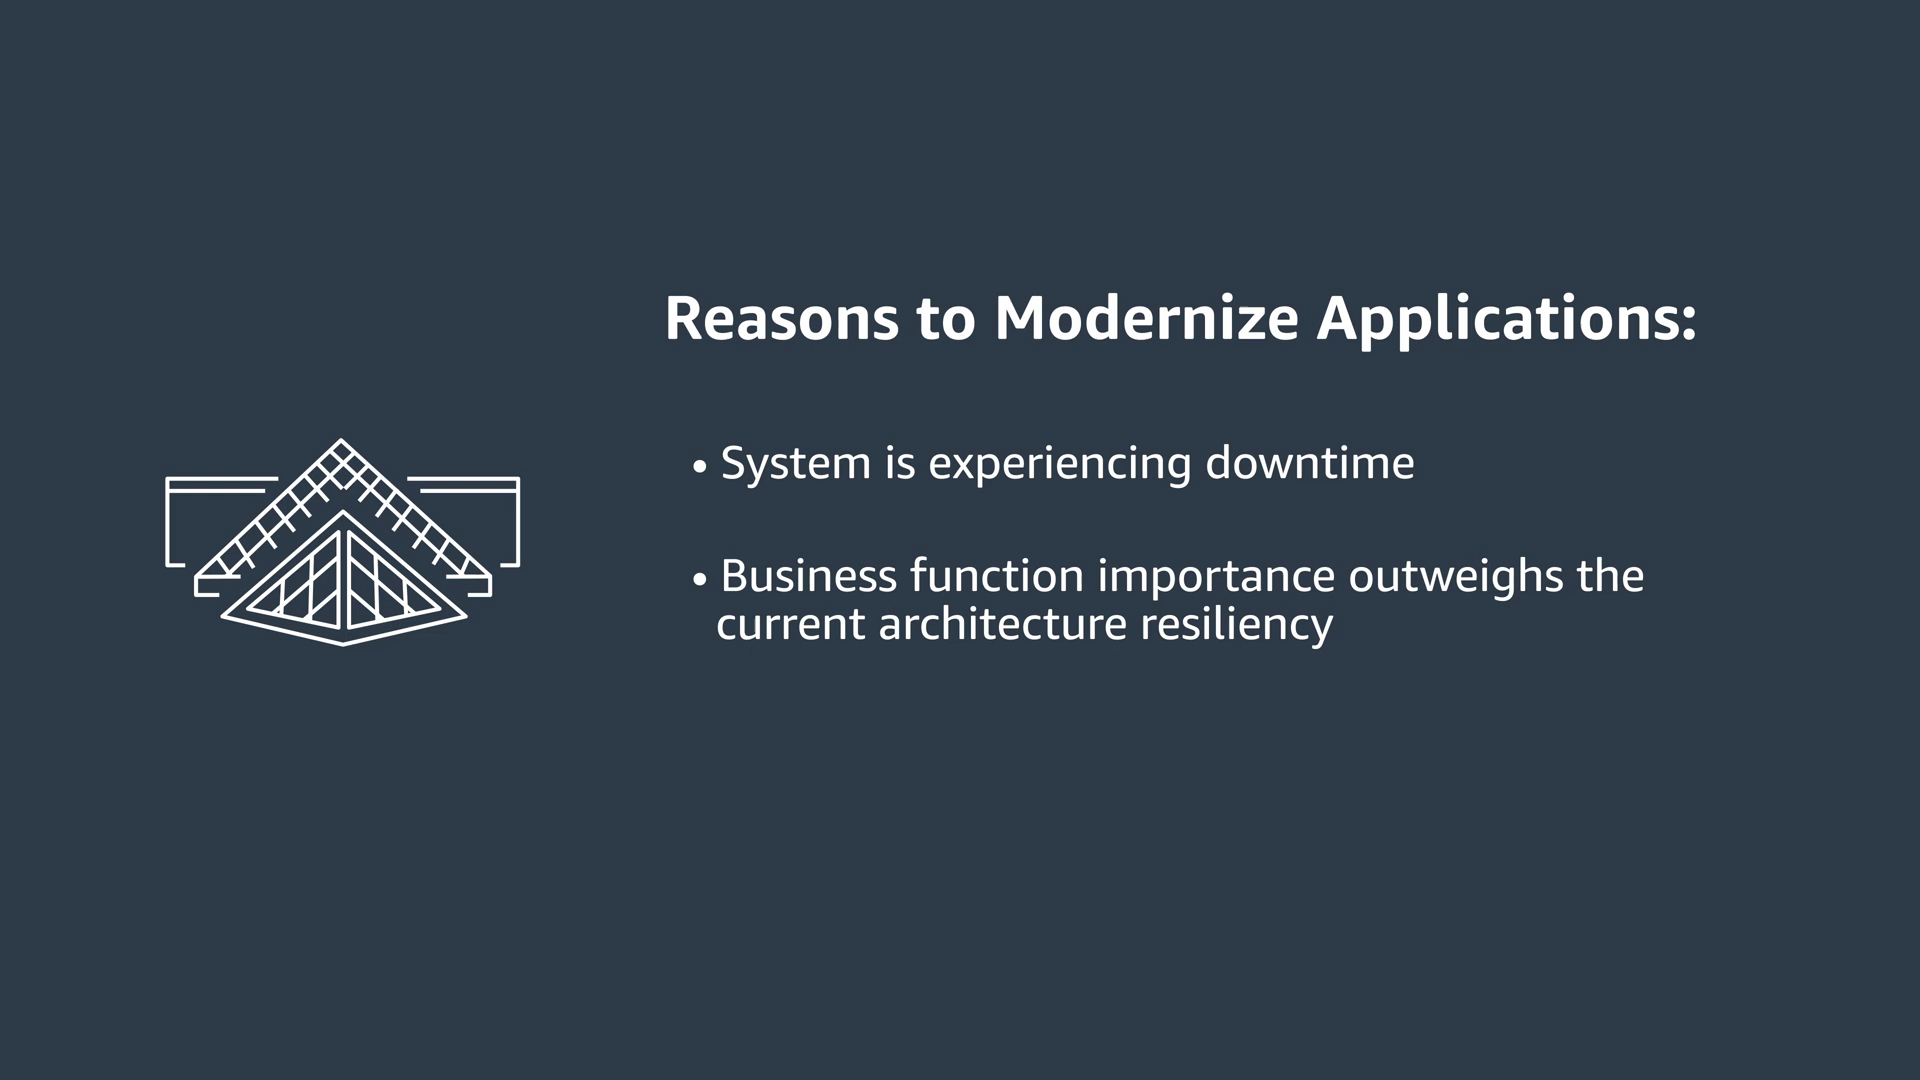 Reasons to Modernize Applications:
• System is experiencing downtime
• Business function importance outweighs the
current architecture resiliency